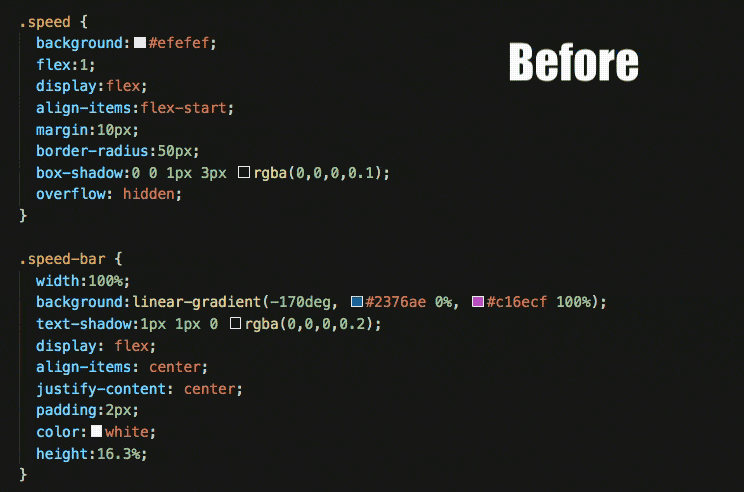 .speed {
background:#efefef;
flex:1;
display:flex;
align-items:flex-start;
margin:10px;
border-radius:50px;
box-shadow:0 0 1px 3px rgba(0,0,0,0.1);
overflow: hidden;
}
Before
.speed-bar {
width:100%;
background:linear-gradient(-170deg, #2376ae 0%, #c16ecf 100%);
text-shadow:1px 1px 0 rgba(0,0,0,0.2);
display: flex;
align-items: center;
justify-content: center;
padding:2px;
color:white;
height:16.3%;
}